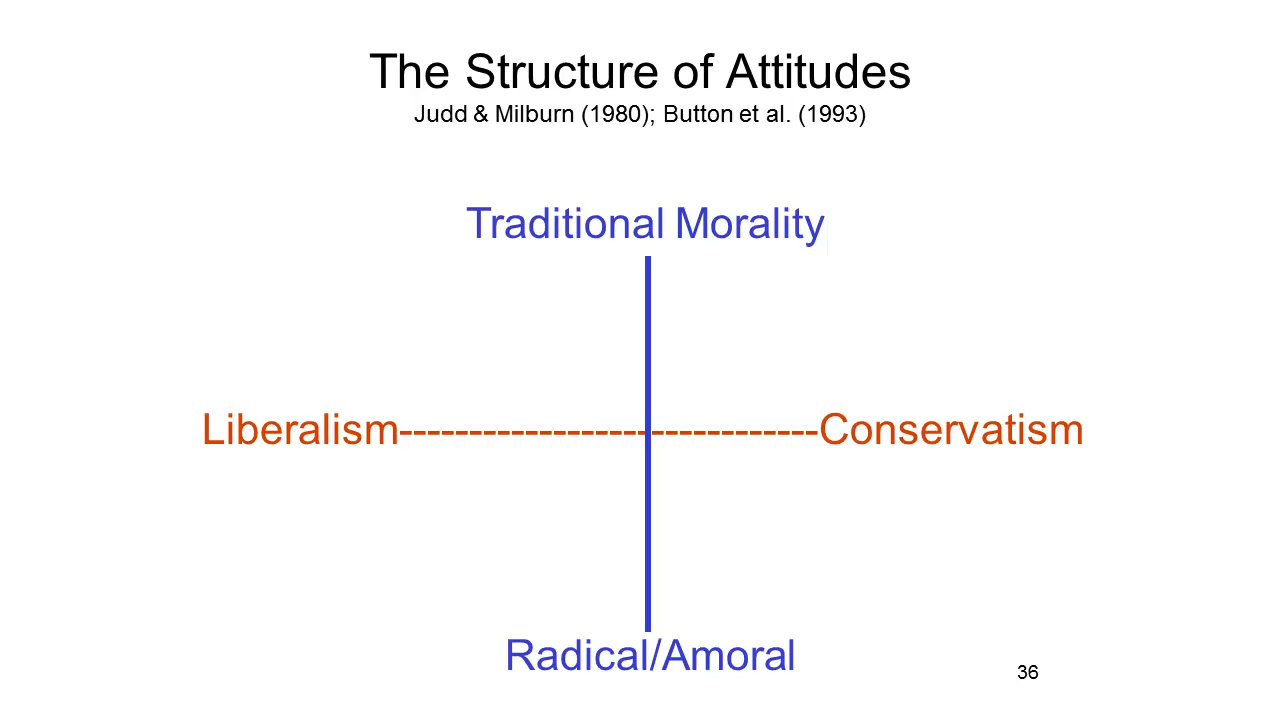 The Structure of Attitudes
Judd & Milburn (1980); Button et al. (1993)
Traditional Morality
Liberalism------------------------------Conservatism
Radical/Amoral
36